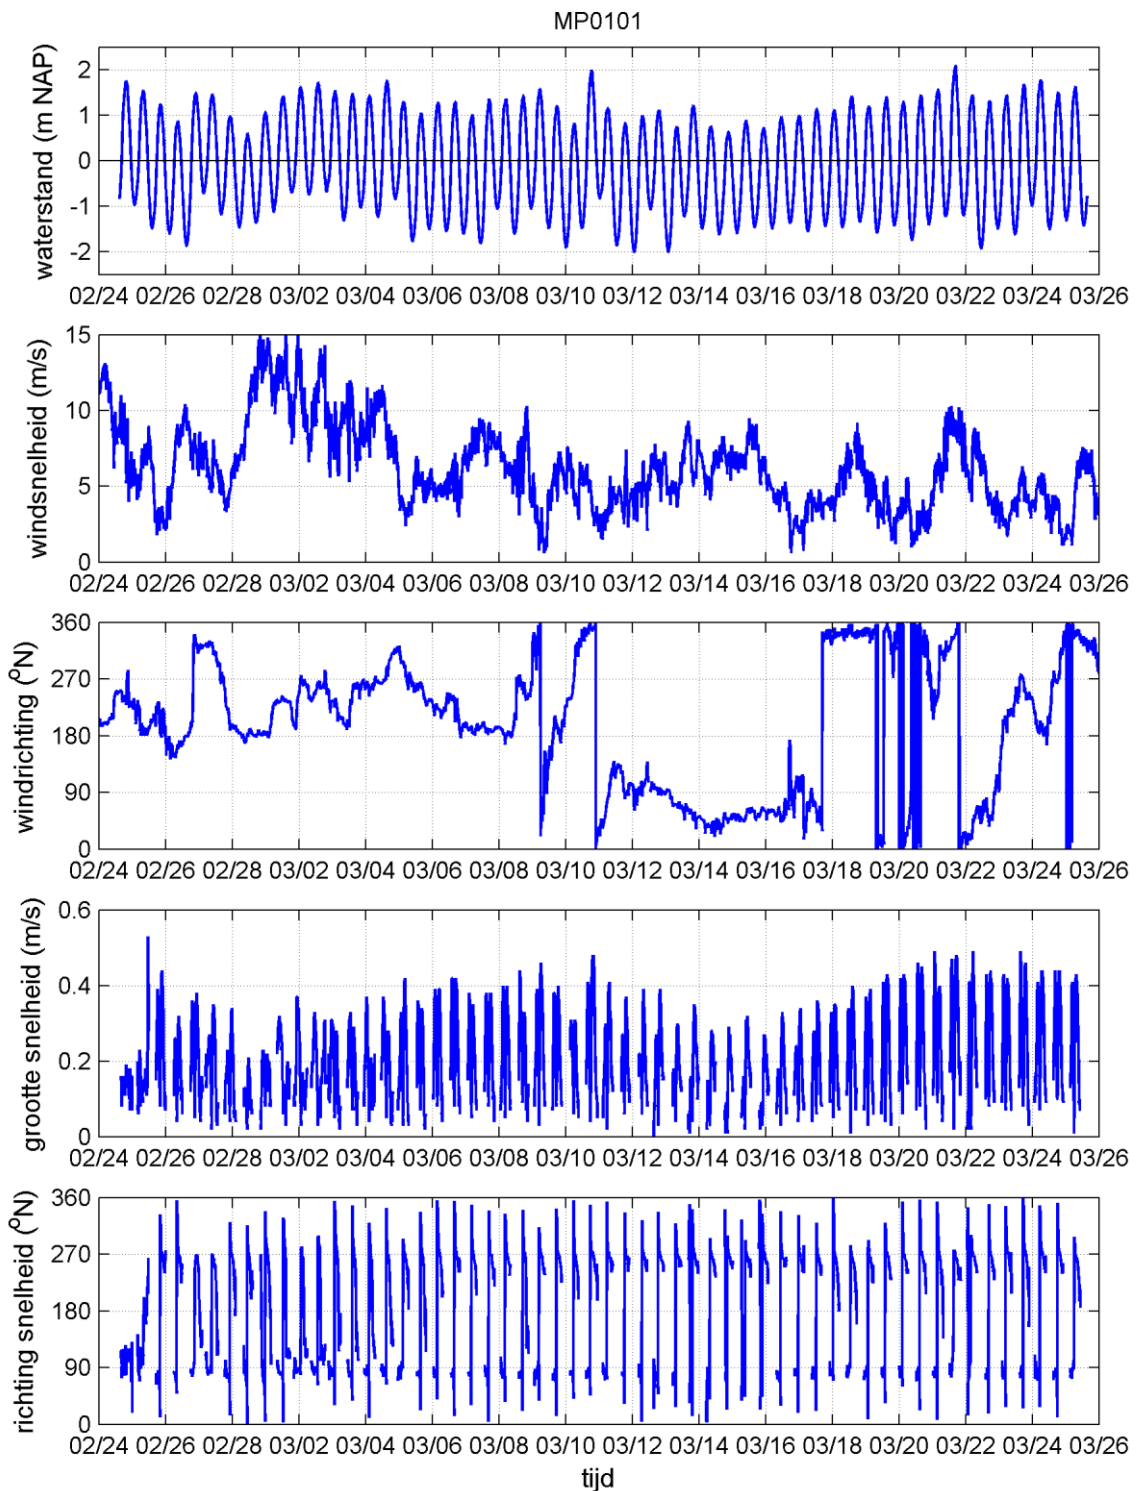 MP0101
waterstand (m NAP)
2
1
0
-1
-2
02/24 02/26 02/28 03/02 03/04 03/06 03/08 03/10 03/12 03/14 03/16 03/18 03/20 03/22 03/24 03/26
windsnelheid (m/s)
15
10
5
0
02/24 02/26 02/28 03/02 03/04 03/06 03/08 03/10 03/12 03/14 03/16 03/18 03/20 03/22 03/24 03/26
windrichting (°N)
360
270
180
90
0
02/24 02/26 02/28 03/02 03/04 03/06 03/08 03/10 03/12 03/14 03/16 03/18 03/20 03/22 03/24 03/26
grootte snelheid (m/s)
0.6
0.4
0.2
0
02/24 02/26 02/28 03/02 03/04 03/06 03/08 03/10 03/12 03/14 03/16 03/18 03/20 03/22 03/24 03/26
richting snelheid (°N)
360
270
180
90
0
02/24 02/26 02/28 03/02 03/04 03/06 03/08 03/10 03/12 03/14 03/16 03/18 03/20 03/22 03/24 03/26
tijd